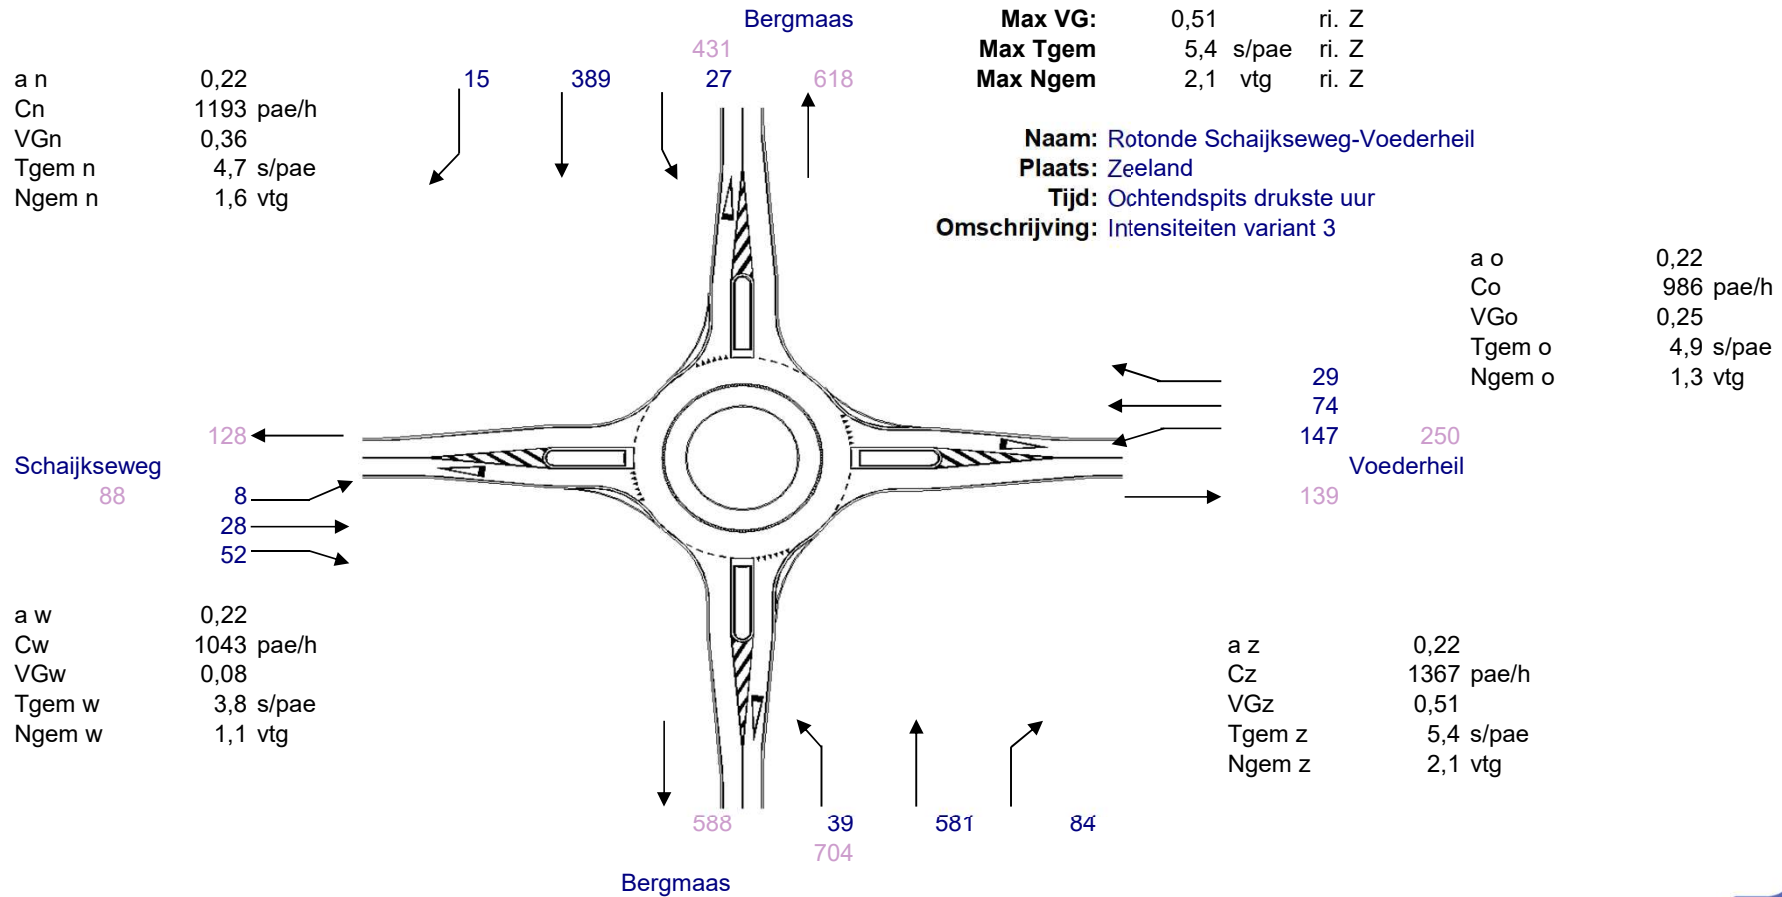 Bergmaas
431
15 389 27 618
a n 0,22
Cn 1193 pae/h
VGn 0,36
Tgem n 4,7 s/pae
Ngem n 1,6 vtg
Max VG: 0,51 ri. Z
Max Tgem 5,4 s/pae ri. Z
Max Ngem 2,1 vtg ri. Z
Naam: Rotonde Schaijkseweg-Voederheil
Plaats: Zeeland
Tijd: Ochtendspits drukste uur
Omschrijving: Intensiteiten variant 3
a o 0,22
Co 986 pae/h
VGo 0,25
Tgem o 4,9 s/pae
Ngem o 1,3 vtg
29
74
147 250
Voederheil
139
128
Schaijkseweg
88 8
28
52
a w 0,22
Cw 1043 pae/h
VGw 0,08
Tgem w 3,8 s/pae
Ngem w 1,1 vtg
a z 0,22
Cz 1367 pae/h
VGz 0,51
Tgem z 5,4 s/pae
Ngem z 2,1 vtg
588 39 581 84
704
Bergmaas